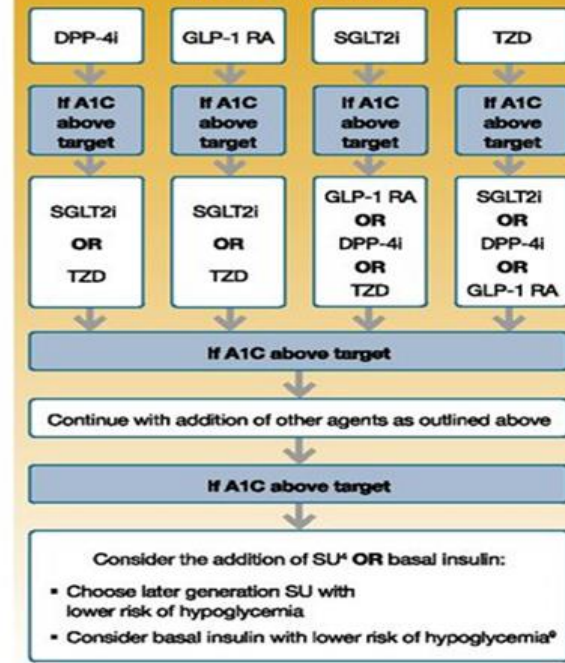 DPP-4i
GLP-1 RA
SGLT2i
TZD
If A1C
above
target
If A1C
above
target
If A1C
above
target
If A1C
above
target
SGLT2i
OR
TZD
SGLT2i
OR
TZD
GLP-1 RA
OR
DPP-4i
OR
TZD
SGLT2i
OR
DPP-4i
OR
GLP-1 RA
If A1C above target
Continue with addition of other agents as outlined above
If A1C above target
Consider the addition of SU⁴ OR basal insulin:
▪ Choose later generation SU with
lower risk of hypoglycemia
▪ Consider basal insulin with lower risk of hypoglycemia